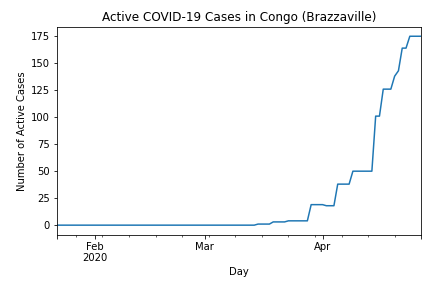 Active COVID-19 Cases in Congo (Brazzaville)
Number of Active Cases
175
150
125
100
75
50
25
0
Feb
2020
Mar
Apr
Day